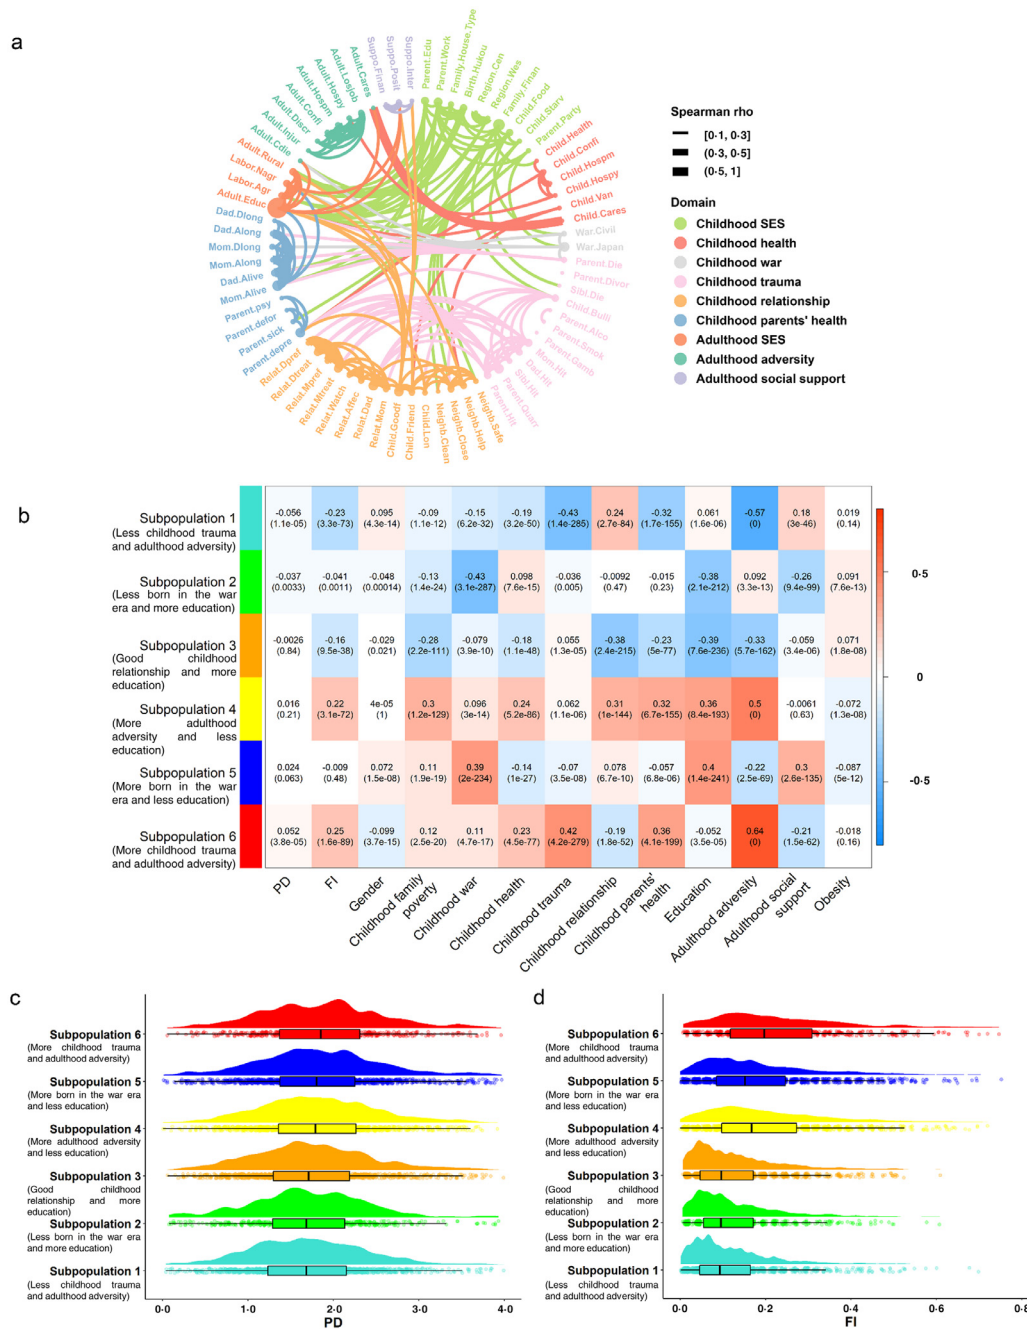 a
Parent.Edu
Parent.Work
Family.House.Type
Birth.Hukou
Region.Cen
Region.Wes
Family.Finan
Child.Food
Child.Starv
Parent.Party
Child.Health
Child.Confi
Child.Hospm
Child.Hospy
Child.Van
Child.Cares
War.Civil
War.Japan
Parent.Die
Parent.Divor
Sibl.Die
Child.Bulli
Parent.Alco
Parent.Smok
Parent.Gamb
Mom.Hit
Dad.Hit
Sibl.Hit
Parent.Quarr
Parent.Hit
Neighb.Safe
Neighb.Help
Neighb.Close
Neighb.Clean
Child.Lon
Child.Friend
Child.Goodf
Relat.Mom
Relat.Dad
Relat.Affec
Relat.Watch
Relat.Mtreat
Relat.Mpref
Relat.Dtreat
Relat.Dpref
Parent.depre
Parent.sick
Parent.defor
Parent.psy
Mom.Alive
Dad.Alive
Mom.Along
Mom.Dlong
Dad.Along
Dad.Dlong
Adult.Educ
Labor.Agr
Labor.Nagr
Adult.Rural
Adult.Cdie
Adult.Injur
Adult.Discr
Adult.Confi
Adult.Hospm
Adult.Hospy
Adult.Losjob
Adult.Cares
Suppo.Finan
Suppo.Posit
Suppo.Inter
Spearman rho
[0·1, 0·3]
(0·3, 0·5]
(0·5, 1]
Domain
Childhood SES
Childhood health
Childhood war
Childhood trauma
Childhood relationship
Childhood parents' health
Adulthood SES
Adulthood adversity
Adulthood social support
b
Subpopulation 1
(Less childhood trauma
and adulthood adversity)
-0.056 -0.23 0.095 -0.09 -0.15 -0.19 -0.43 0.24 -0.32 0.061 -0.57 0.18 0.019
(1.1e-05) (3.3e-73) (4.3e-14) (1.1e-12) (6.2e-32) (3.2e-50) (1.4e-285) (2.7e-84) (1.7e-155) (1.6e-06) (0) (3e-46) (0.14)
Subpopulation 2
(Less born in the war
era and more education)
-0.037 -0.041 -0.048 -0.13 -0.43 0.098 -0.036 -0.0092 -0.015 -0.38 0.092 -0.26 0.091
(0.0033) (0.0011) (0.00014) (1.4e-24) (3.1e-287) (7.6e-15) (0.005) (0.47) (0.23) (2.1e-212) (3.3e-13) (9.4e-99) (7.6e-13)
Subpopulation 3
(Good childhood
relationship and more
education)
-0.0026 -0.16 -0.029 -0.28 -0.079 -0.18 0.055 -0.38 -0.23 -0.39 -0.33 -0.059 0.071
(0.84) (9.5e-38) (0.021) (2.2e-111) (3.9e-10) (1.1e-48) (1.3e-05) (2.4e-215) (5e-77) (7.6e-236) (5.7e-162) (3.4e-06) (1.8e-08)
Subpopulation 4
(More adulthood
adversity and less
education)
0.016 0.22 4e-05 0.3 0.096 0.24 0.062 0.31 0.32 0.36 0.5 -0.0061 -0.072
(0.21) (3.1e-72) (1) (1.2e-129) (3e-14) (5.2e-86) (1.1e-06) (1e-144) (6.7e-155) (8.4e-193) (0) (0.63) (1.3e-08)
Subpopulation 5
(More born in the war
era and less education)
0.024 -0.009 0.072 0.11 0.39 -0.14 -0.07 0.078 -0.057 0.4 -0.22 0.3 -0.087
(0.063) (0.48) (1.5e-08) (1.9e-19) (2e-234) (1e-27) (3.5e-08) (6.7e-10) (6.8e-06) (1.4e-241) (2.5e-69) (2.6e-135) (5e-12)
Subpopulation 6
(More childhood trauma
and adulthood adversity)
0.052 0.25 -0.099 0.12 0.11 0.23 0.42 -0.19 0.36 -0.052 0.64 -0.21 -0.018
(3.8e-05) (1.6e-89) (3.7e-15) (2.5e-20) (4.7e-17) (4.5e-77) (4.2e-279) (1.8e-52) (4.1e-199) (3.5e-05) (0) (1.5e-62) (0.16)
0·5
0
-0·5
PD
FI
Gender
Childhood family
poverty
Childhood war
Childhood health
Childhood trauma
Childhood relationship
Childhood parents'
health
Education
Adulthood adversity
Adulthood social
support
Obesity
c
Subpopulation 6
(More childhood trauma
and adulthood adversity)
Subpopulation 5
(More born in the war era
and less education)
Subpopulation 4
(More adulthood adversity
and less education)
Subpopulation 3
(Good childhood
relationship and more
education)
Subpopulation 2
(Less born in the war era
and more education)
Subpopulation 1
(Less childhood trauma
and adulthood adversity)
0·0 1·0 2·0 3·0 4·0
PD
d
Subpopulation 6
(More childhood trauma
and adulthood adversity)
Subpopulation 5
(More born in the war era
and less education)
Subpopulation 4
(More adulthood adversity
and less education)
Subpopulation 3
(Good childhood
relationship and more
education)
Subpopulation 2
(Less born in the war era
and more education)
Subpopulation 1
(Less childhood trauma
and adulthood adversity)
0·0 0·2 0·4 0·6 0·8
FI